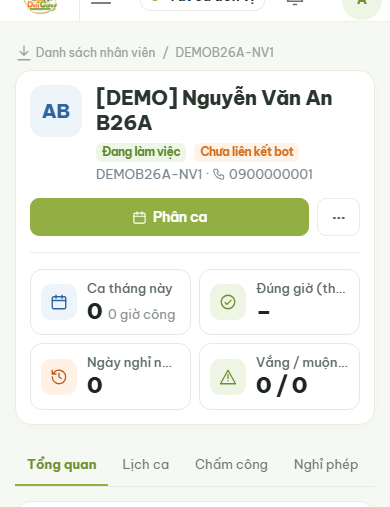 Danh sách nhân viên / DEMOB26A-NV1
AB
[DEMO] Nguyễn Văn An
B26A
Đang làm việc Chưa liên kết bot
DEMOB26A-NV1 · 0900000001
Phân ca
...
Ca tháng này
0 0 giờ công
Đúng giờ (th...
–
Ngày nghỉ n...
0
Vắng / muộn...
0 / 0
Tổng quan Lịch ca Chấm công Nghỉ phép